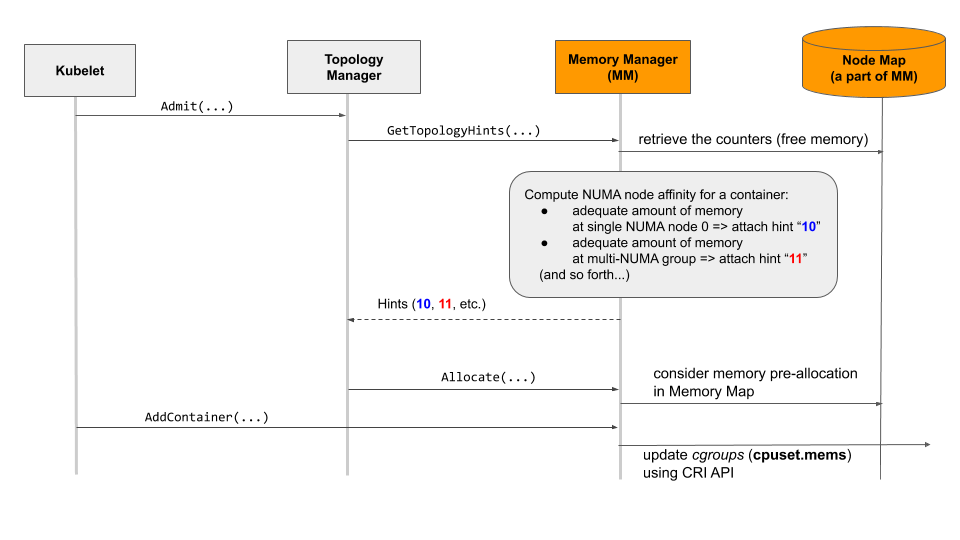 Kubelet
Topology
Manager
Memory Manager
(MM)
Node Map
(a part of MM)
Admit(...)
GetTopologyHints(...)
retrieve the counters (free memory)
Compute NUMA node affinity for a container:
● adequate amount of memory
at single NUMA node 0 => attach hint “10”
● adequate amount of memory
at multi-NUMA group => attach hint “11”
(and so forth...)
Hints (10, 11, etc.)
Allocate(...)
consider memory pre-allocation
in Memory Map
AddContainer(...)
update cgroups (cpuset.mems)
using CRI API